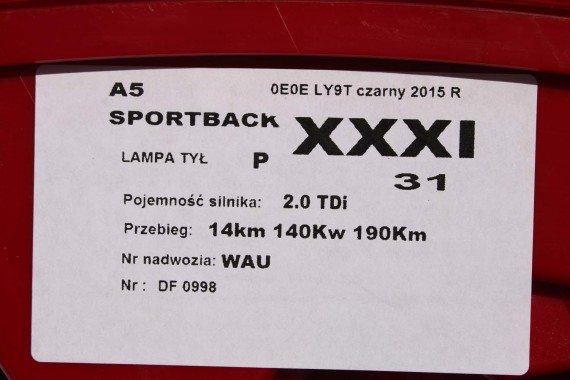 A5 0E0E LY9T czarny 2015 R
SPORTBACK XXXI
LAMPA TYŁ P
31
Pojemność silnika: 2.0 TDi
Przebieg: 14km 140Kw 190Km
Nr nadwozia: WAU
Nr : DF 0998